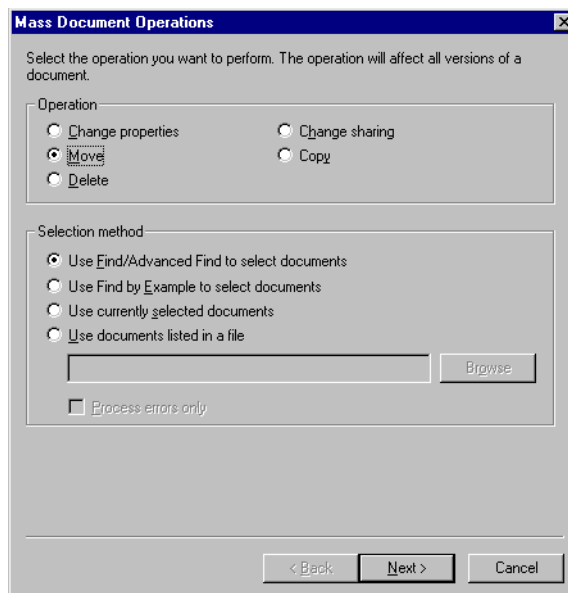 Mass Document Operations
Select the operation you want to perform. The operation will affect all versions of a
document.
Operation
Change properties
Change sharing
Move
Copy
Delete
Selection method
Use Find/Advanced Find to select documents
Use Find by Example to select documents
Use currently selected documents
Use documents listed in a file
Browse
Process errors only
< Back
Next >
Cancel